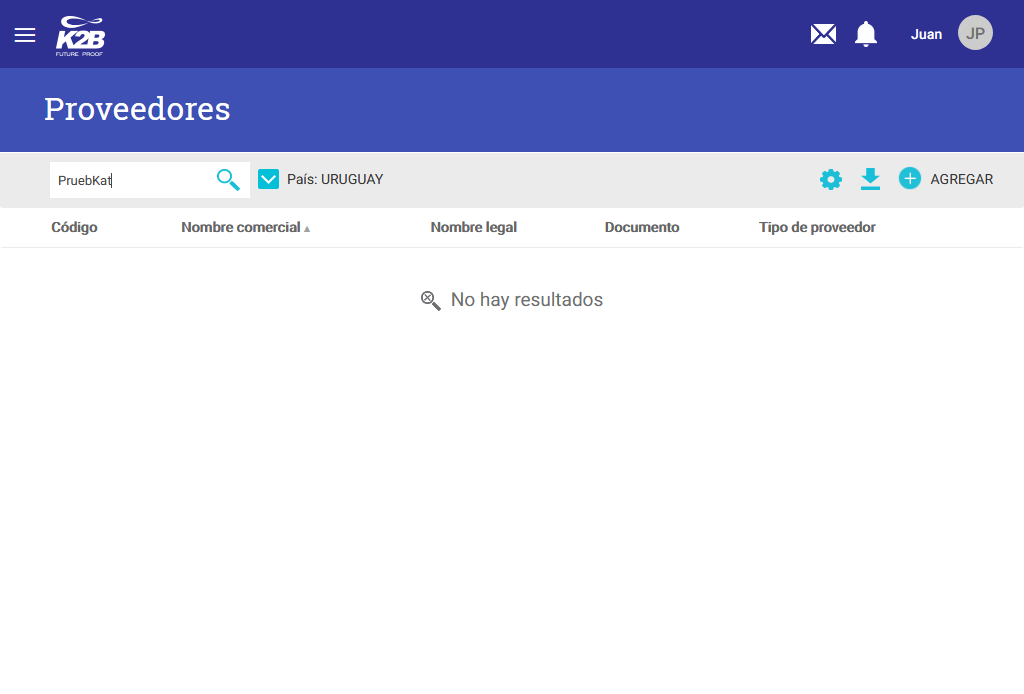 K2B
FUTURE PROOF
Juan
JP
Proveedores
PruebKat
País: URUGUAY
AGREGAR
Código Nombre comercial Nombre legal Documento Tipo de proveedor
No hay resultados